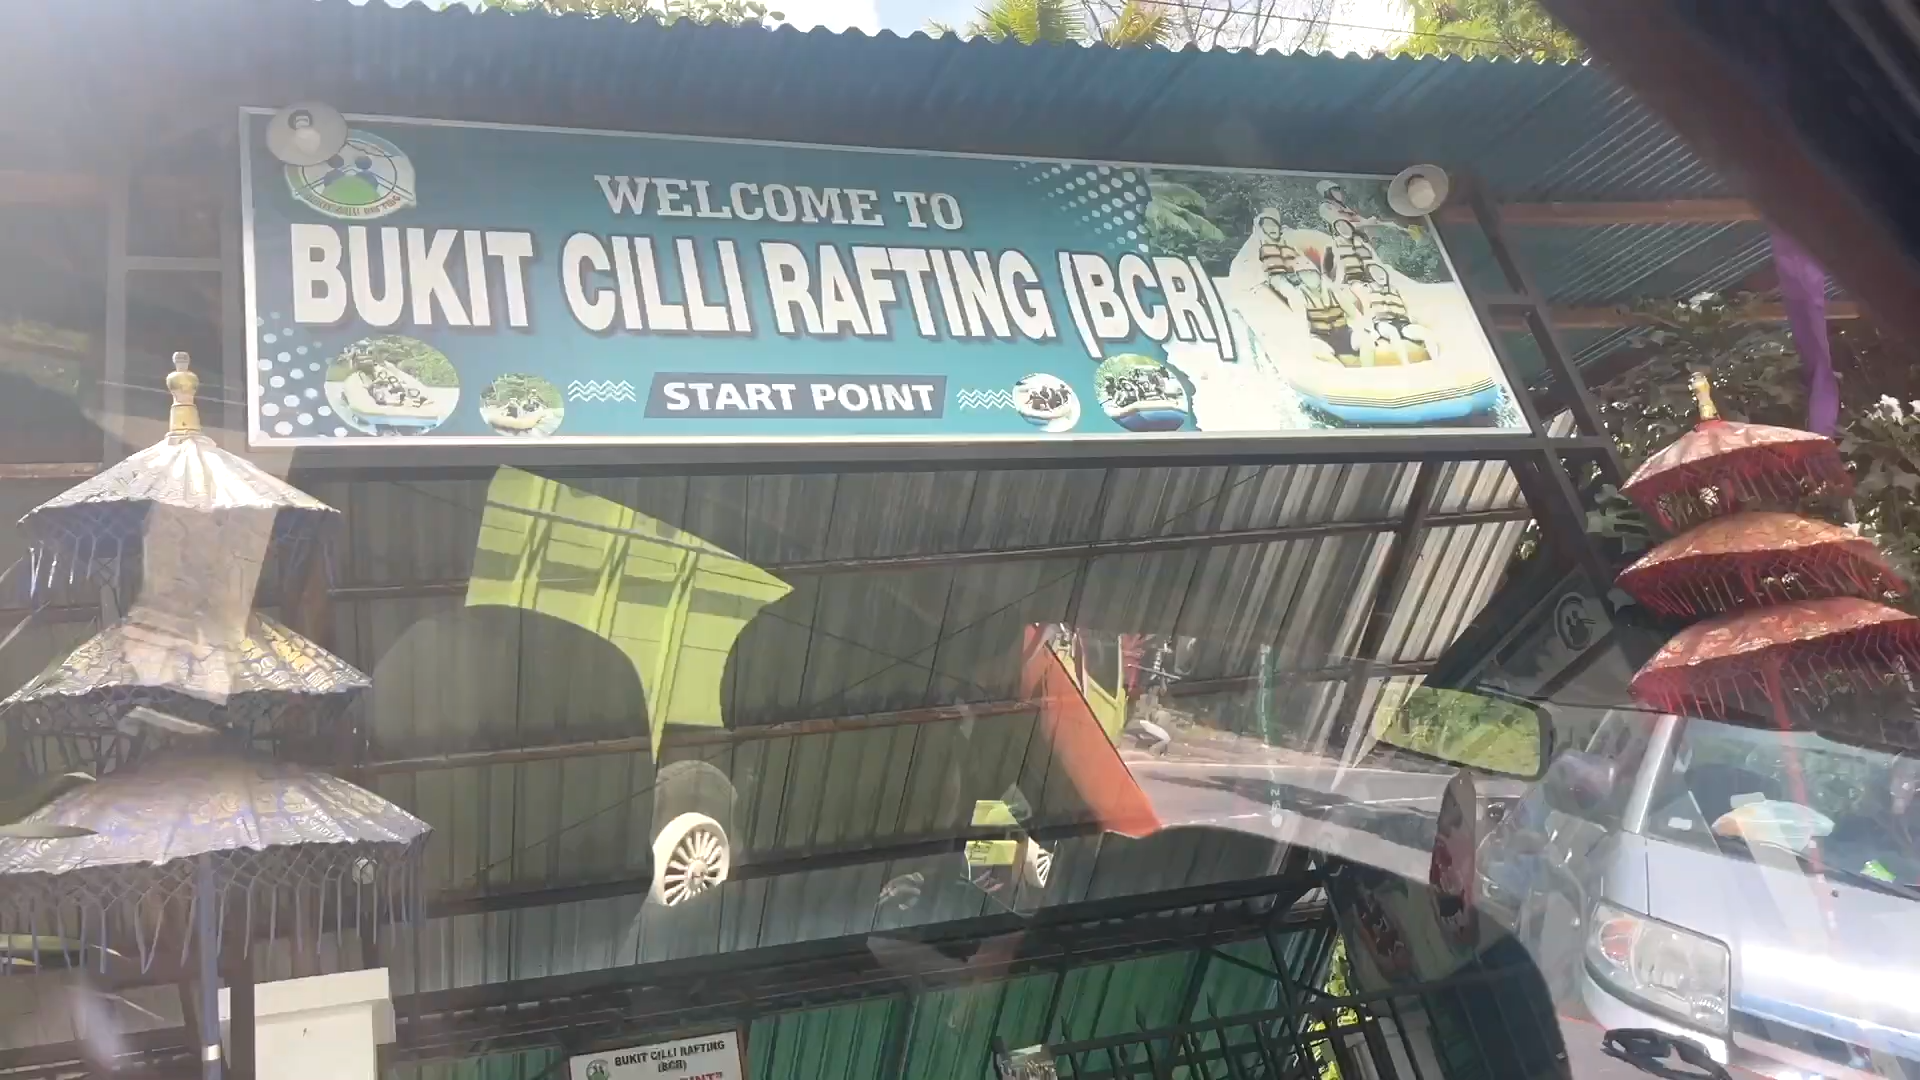 WELCOME TO
BUKIT CILLI RAFTING (BCR)
START POINT
BUKIT CILLI RAFTING
(BCR)